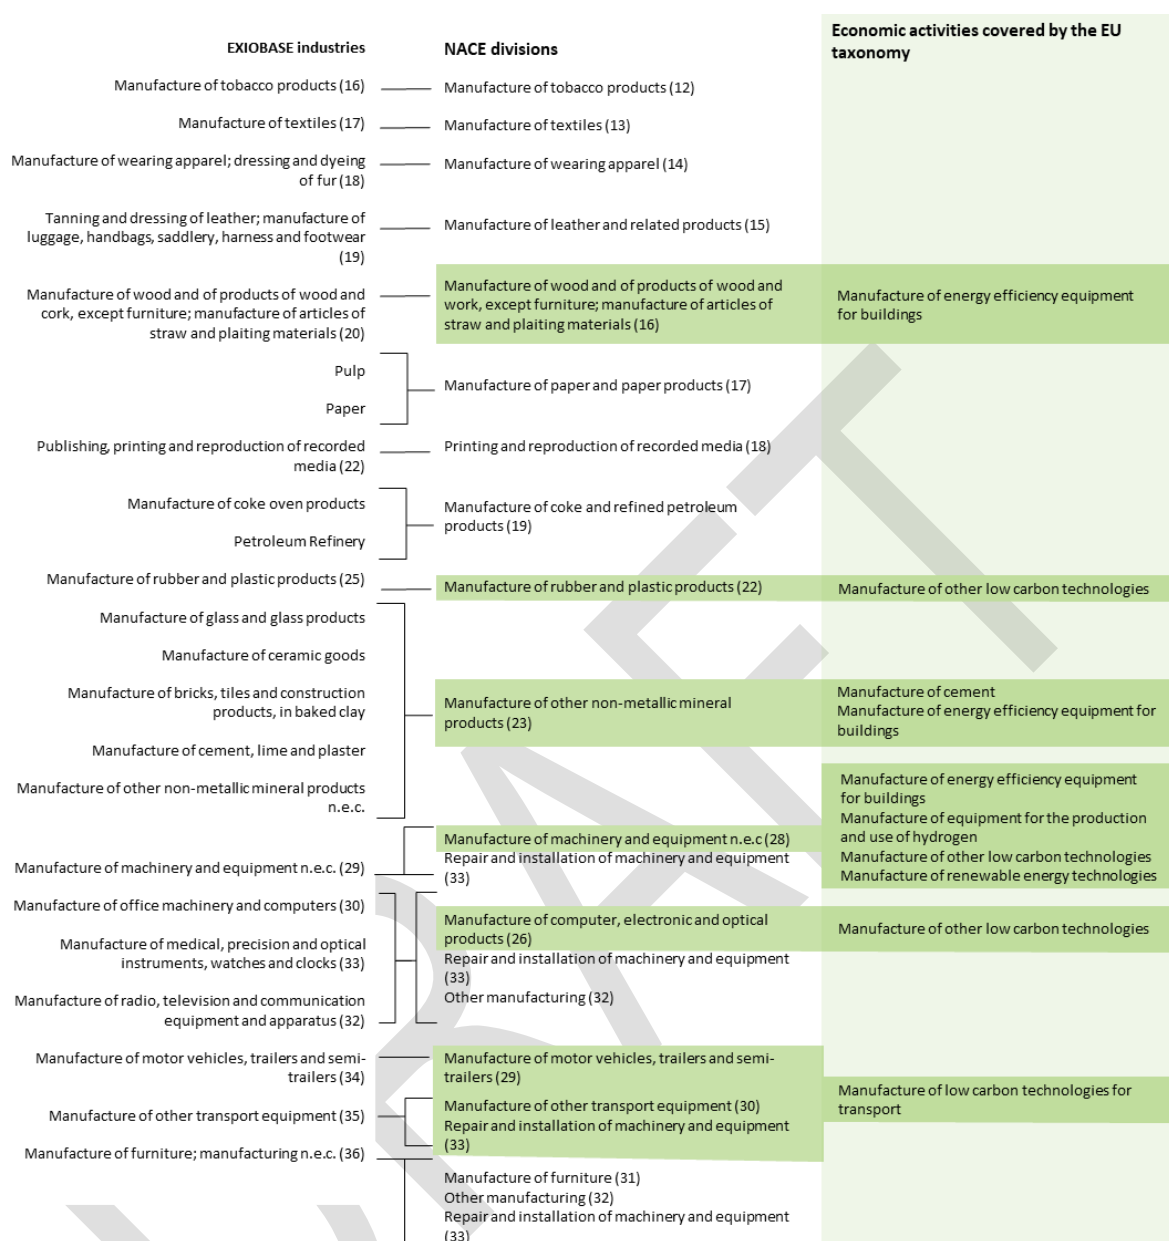 EXIOBASE industries
NACE divisions
Economic activities covered by the EU
taxonomy
Manufacture of tobacco products (16)
Manufacture of tobacco products (12)
Manufacture of textiles (17)
Manufacture of textiles (13)
Manufacture of wearing apparel; dressing and dyeing
of fur (18)
Manufacture of wearing apparel (14)
Tanning and dressing of leather; manufacture of
luggage, handbags, saddlery, harness and footwear
(19)
Manufacture of leather and related products (15)
Manufacture of wood and of products of wood and
cork, except furniture; manufacture of articles of
straw and plaiting materials (20)
Manufacture of wood and of products of wood and
work, except furniture; manufacture of articles of
straw and plaiting materials (16)
Manufacture of energy efficiency equipment
for buildings
Pulp
Paper
Manufacture of paper and paper products (17)
Publishing, printing and reproduction of recorded
media (22)
Printing and reproduction of recorded media (18)
Manufacture of coke oven products
Petroleum Refinery
Manufacture of coke and refined petroleum
products (19)
Manufacture of rubber and plastic products (25)
Manufacture of rubber and plastic products (22)
Manufacture of other low carbon technologies
Manufacture of glass and glass products
Manufacture of ceramic goods
Manufacture of bricks, tiles and construction
products, in baked clay
Manufacture of cement, lime and plaster
Manufacture of other non-metallic mineral products
n.e.c.
Manufacture of other non-metallic mineral
products (23)
Manufacture of cement
Manufacture of energy efficiency equipment for
buildings
Manufacture of machinery and equipment n.e.c. (29)
Manufacture of machinery and equipment n.e.c (28)
Repair and installation of machinery and equipment
(33)
Manufacture of energy efficiency equipment
for buildings
Manufacture of equipment for the production
and use of hydrogen
Manufacture of other low carbon technologies
Manufacture of renewable energy technologies
Manufacture of office machinery and computers (30)
Manufacture of medical, precision and optical
instruments, watches and clocks (33)
Manufacture of radio, television and communication
equipment and apparatus (32)
Manufacture of computer, electronic and optical
products (26)
Repair and installation of machinery and equipment
(33)
Other manufacturing (32)
Manufacture of other low carbon technologies
Manufacture of motor vehicles, trailers and semi-
trailers (34)
Manufacture of motor vehicles, trailers and semi-
trailers (29)
Manufacture of other transport equipment (35)
Manufacture of other transport equipment (30)
Repair and installation of machinery and equipment
(33)
Manufacture of low carbon technologies for
transport
Manufacture of furniture; manufacturing n.e.c. (36)
Manufacture of furniture (31)
Other manufacturing (32)
Repair and installation of machinery and equipment
(33)
DRAFT